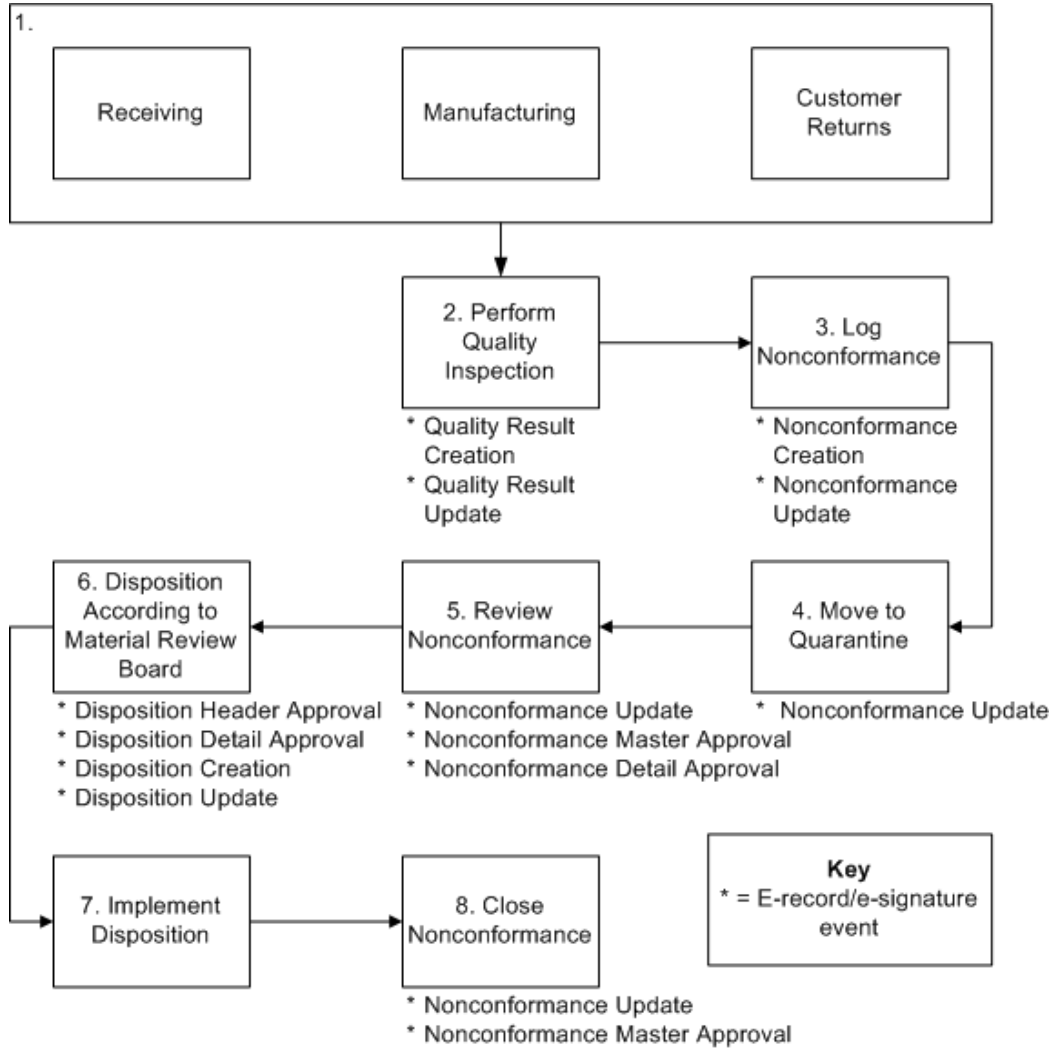 1.
Receiving
Manufacturing
Customer
Returns
2. Perform
Quality
Inspection
3. Log
Nonconformance
* Quality Result
Creation
* Quality Result
Update
* Nonconformance
Creation
* Nonconformance
Update
6. Disposition
According to
Material Review
Board
5. Review
Nonconformance
4. Move to
Quarantine
* Disposition Header Approval
* Disposition Detail Approval
* Disposition Creation
* Disposition Update
* Nonconformance Update
* Nonconformance Master Approval
* Nonconformance Detail Approval
* Nonconformance Update
7. Implement
Disposition
8. Close
Nonconformance
Key
* = E-record/e-signature
event
* Nonconformance Update
* Nonconformance Master Approval